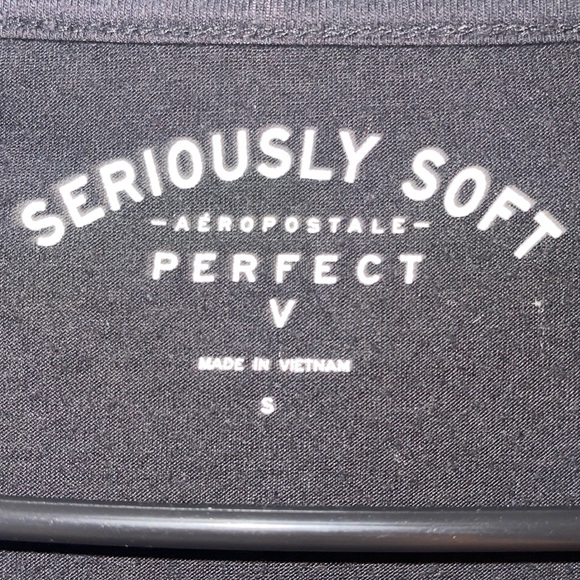 SERIOUSLY SOFT
-AÉROPOSTALE-
PERFECT
V
MADE IN VIETNAM
S